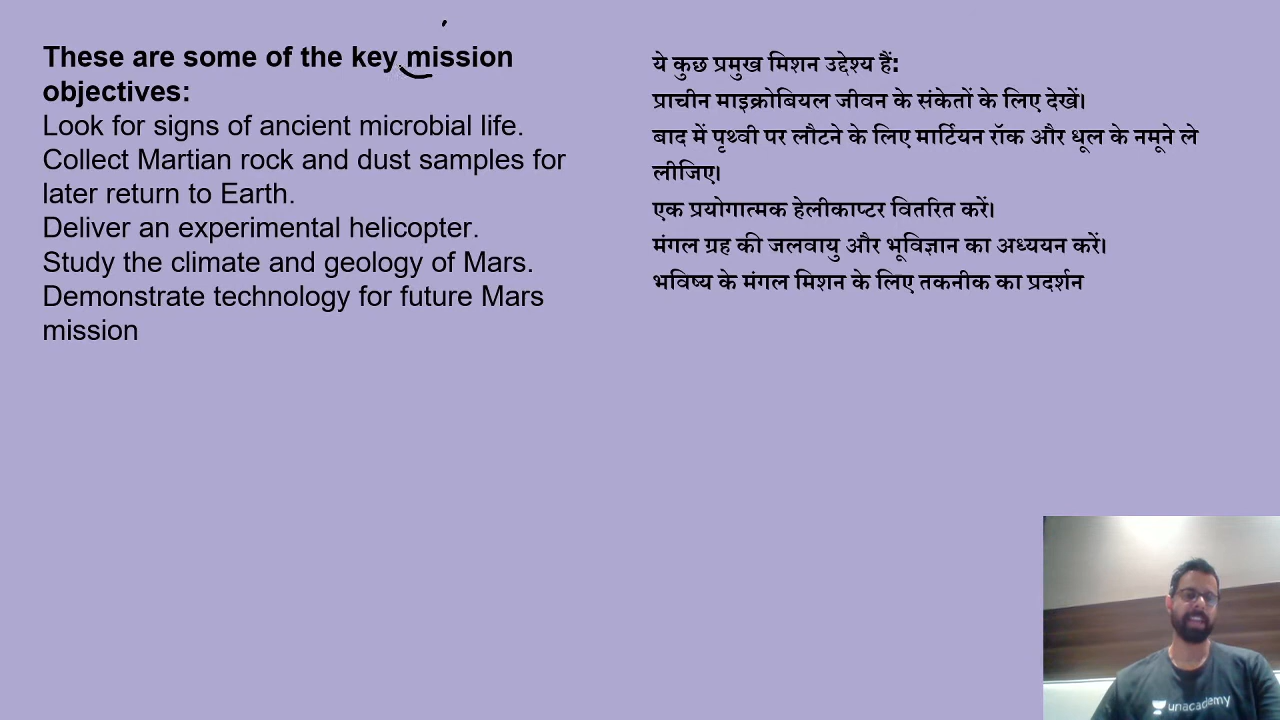 These are some of the key mission
objectives:
Look for signs of ancient microbial life.
Collect Martian rock and dust samples for
later return to Earth.
Deliver an experimental helicopter.
Study the climate and geology of Mars.
Demonstrate technology for future Mars
mission
ये कुछ प्रमुख मिशन उद्देश्य हैं:
प्राचीन माइक्रोबियल जीवन के संकेतों के लिए देखें।
बाद में पृथ्वी पर लौटने के लिए मार्टियन रॉक और धूल के नमूने ले
लीजिए।
एक प्रयोगात्मक हेलीकाप्टर वितरित करें।
मंगल ग्रह की जलवायु और भूविज्ञान का अध्ययन करें।
भविष्य के मंगल मिशन के लिए तकनीक का प्रदर्शन
unacademy